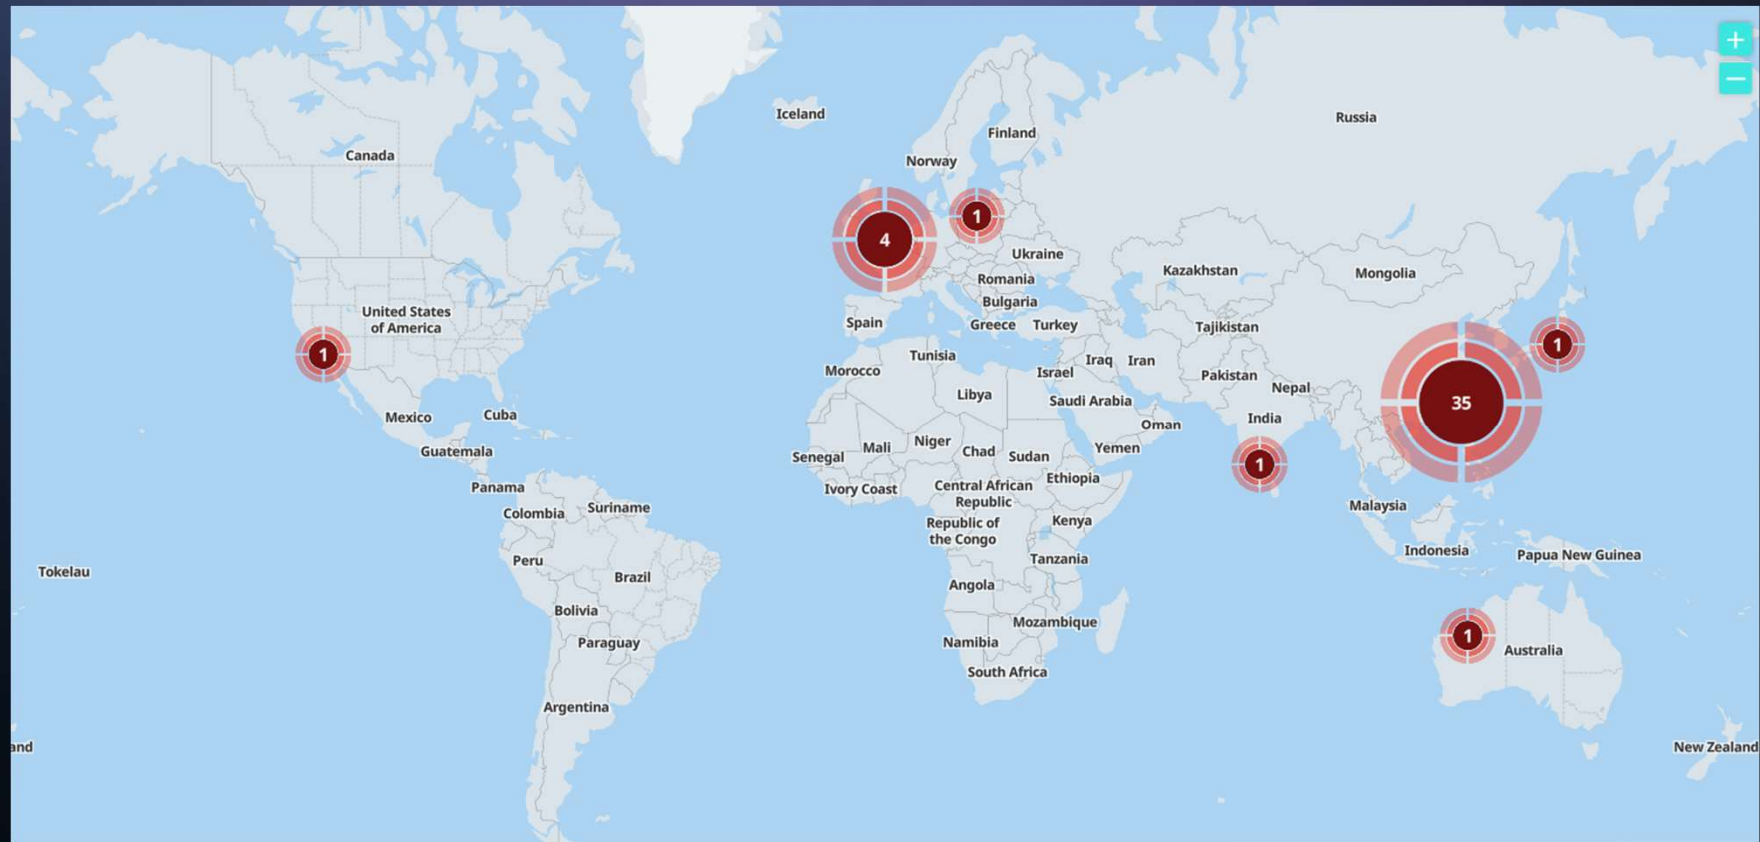 +
−
Iceland
Russia
Finland
Canada
Norway
4
1
Ukraine
Kazakhstan
Mongolia
Romania
Bulgaria
United States
of America
Spain
Greece
Turkey
Tajikistan
1
1
Tunisia
Iraq
Iran
Morocco
Israel
Pakistan
Nepal
Libya
Saudi Arabia
35
Mexico
Cuba
India
Oman
Niger
Mali
Chad
Yemen
Guatemala
Senegal
Sudan
1
Ethiopia
Panama
Ivory Coast
Central African
Republic
Suriname
Malaysia
Colombia
Republic of
the Congo
Kenya
Indonesia
Papua New Guinea
Peru
Tanzania
Tokelau
Brazil
Angola
Bolivia
Mozambique
1
Paraguay
Namibia
Australia
South Africa
Argentina
and
New Zealand